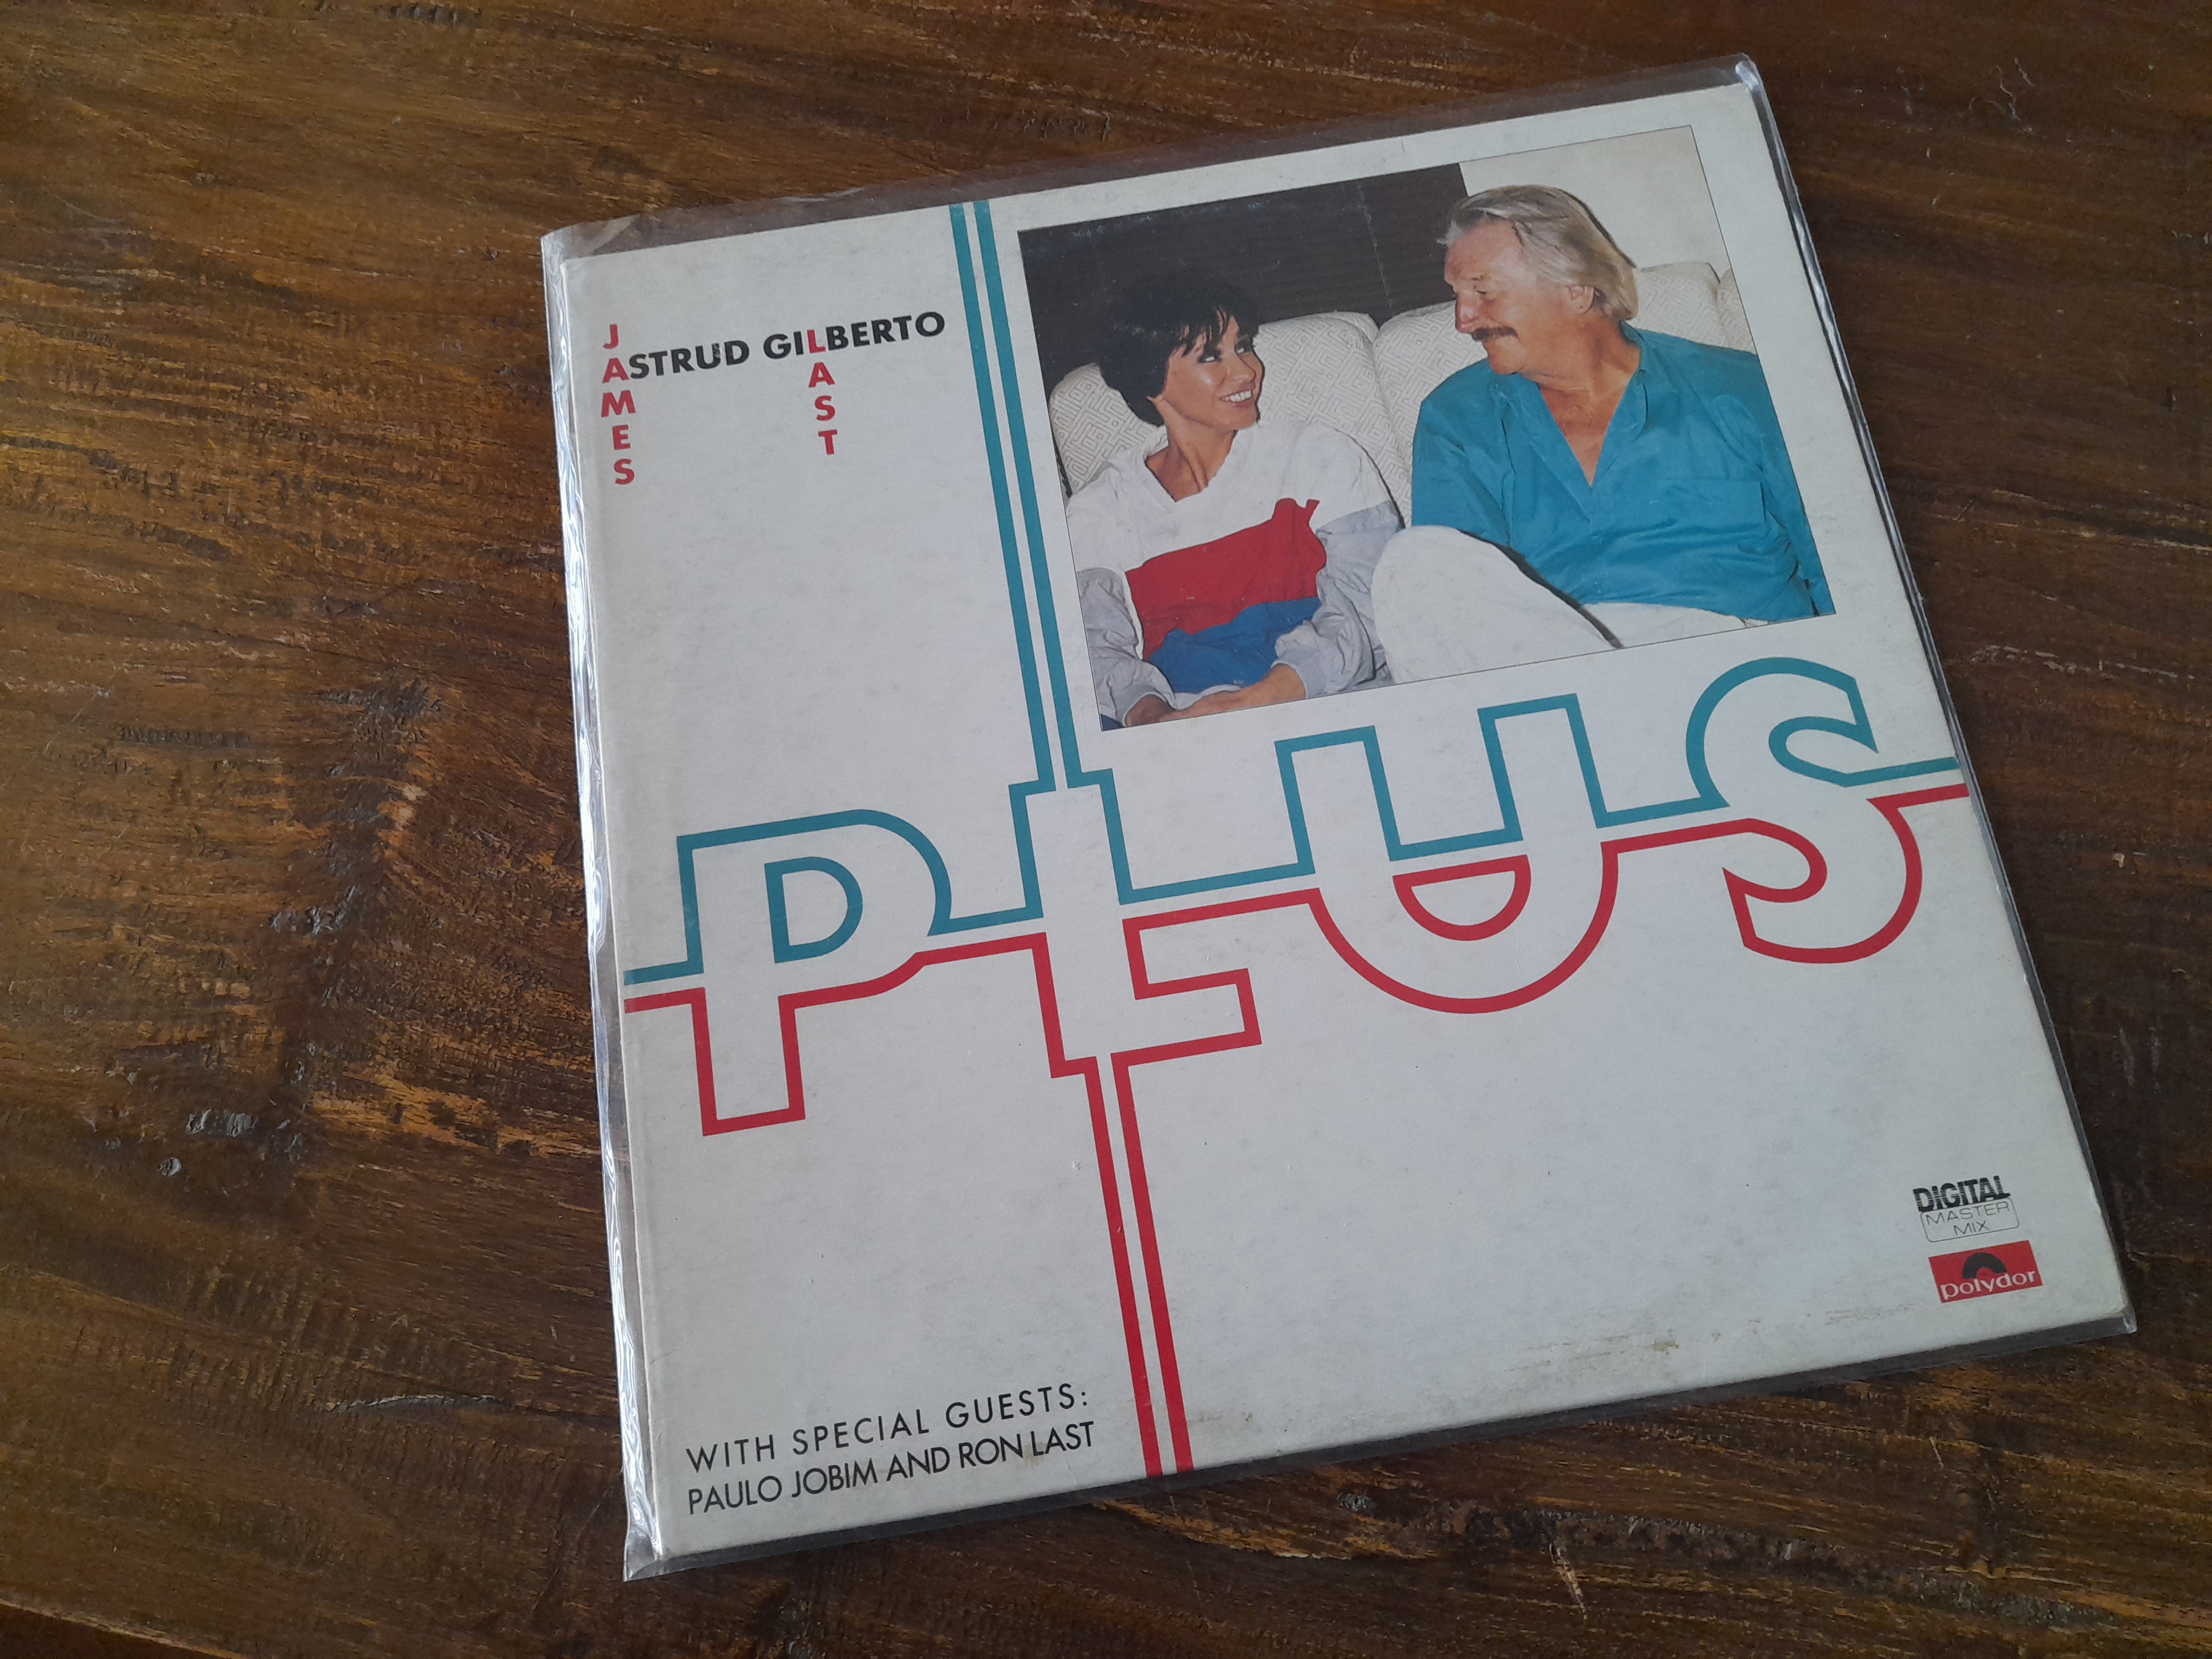 JAMES LAST
ASTRUD GILBERTO
PLUS
DIGITAL
MASTER
MIX
polydor
WITH SPECIAL GUESTS:
PAULO JOBIM AND RON LAST